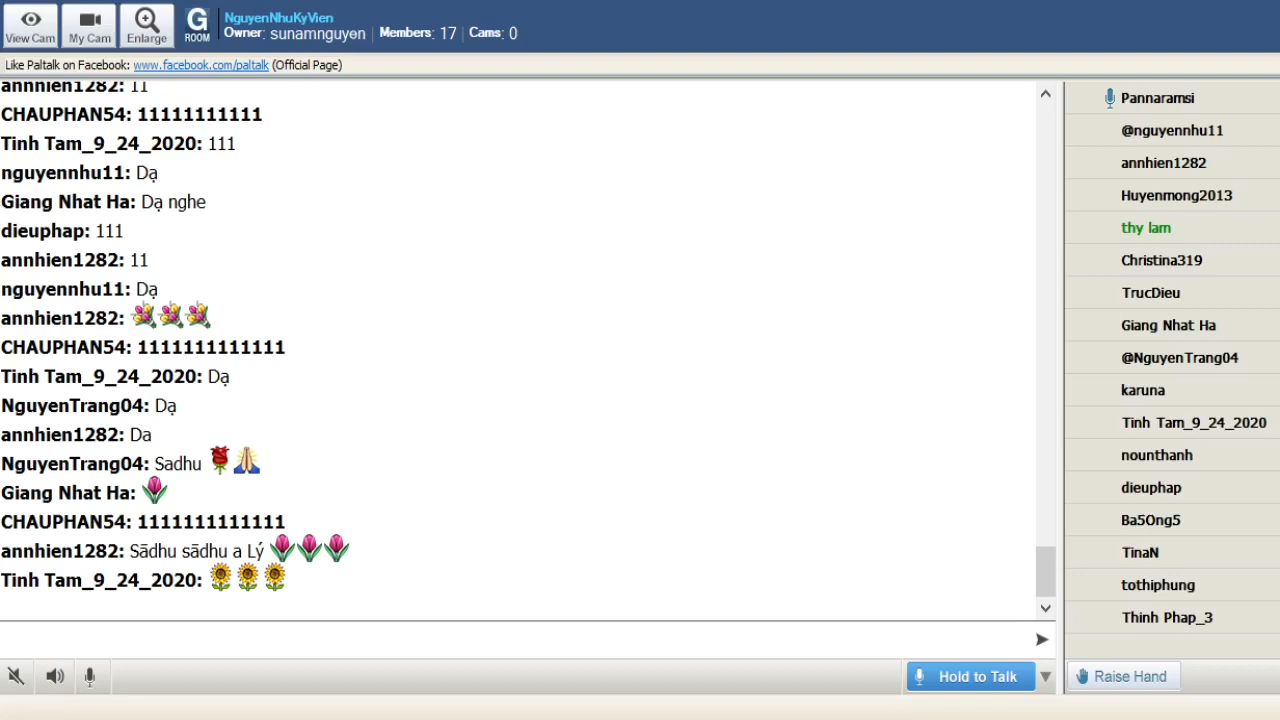 View Cam
My Cam
Enlarge
G
ROOM
NguyenNhuKyVien
Owner: sunamnguyen | Members: 17 | Cams: 0
Like Paltalk on Facebook: www.facebook.com/paltalk (Official Page)
annhien1282: 11
CHAUPHAN54: 11111111111
Tinh Tam_9_24_2020: 111
nguyennhu11: Dạ
Giang Nhat Ha: Dạ nghe
dieuphap: 111
annhien1282: 11
nguyennhu11: Dạ
annhien1282:
CHAUPHAN54: 1111111111111
Tinh Tam_9_24_2020: Dạ
NguyenTrang04: Dạ
annhien1282: Da
NguyenTrang04: Sadhu 🌹🙏
Giang Nhat Ha: 🌷
CHAUPHAN54: 1111111111111
annhien1282: Sādhu sādhu a Lý 🌷🌷🌷
Tinh Tam_9_24_2020: 🌻🌻🌻
Hold to Talk
Pannaramsi
@nguyennhu11
annhien1282
Huyenmong2013
thy lam
Christina319
TrucDieu
Giang Nhat Ha
@NguyenTrang04
karuna
Tinh Tam_9_24_2020
nounthanh
dieuphap
Ba5Ong5
TinaN
tothiphung
Thinh Phap_3
Raise Hand